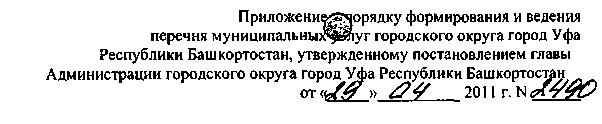 Приложение к порядку формирования и ведения
перечня муниципальных услуг городского округа город Уфа
Республики Башкортостан, утвержденному постановлением главы
Администрации городского округа город Уфа Республики Башкортостан
от «29» 04 2011 г. N 2490